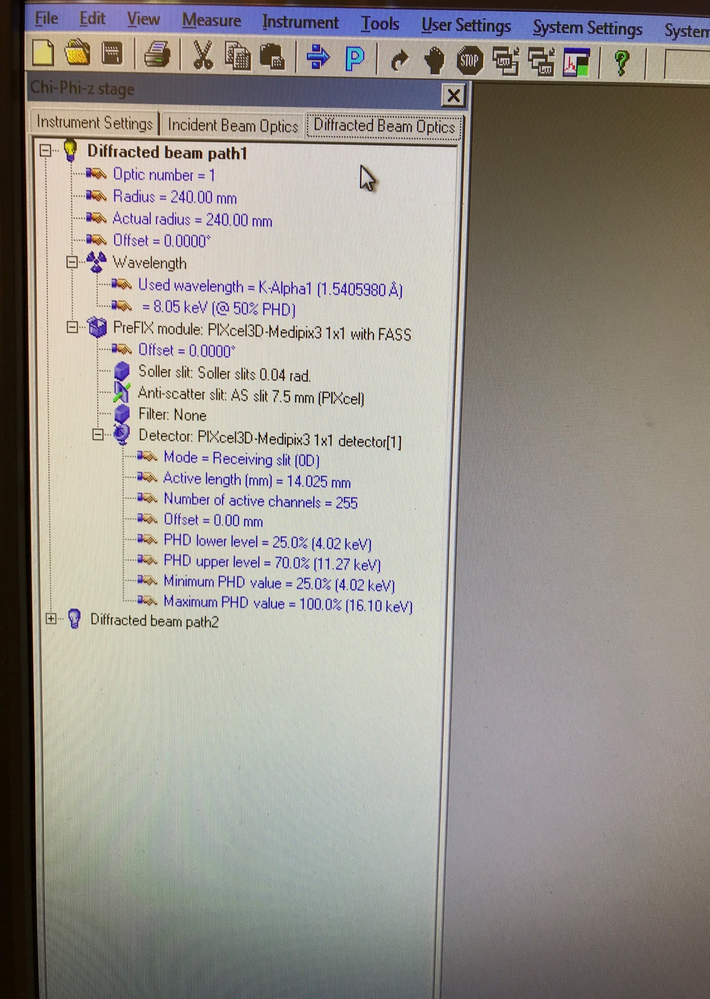 File Edit View Measure Instrument Tools User Settings System Settings System
P STOP ?
Chi-Phi-z stage
Instrument Settings Incident Beam Optics Diffracted Beam Optics
Diffracted beam path1
Optic number = 1
Radius = 240.00 mm
Actual radius = 240.00 mm
Offset = 0.0000°
Wavelength
Used wavelength = K-Alpha1 (1.5405980 Å)
= 8.05 keV (@ 50% PHD)
PreFIX module: PIXcel3D-Medipix3 1x1 with FASS
Offset = 0.0000°
Soller slit: Soller slits 0.04 rad.
Anti-scatter slit: AS slit 7.5 mm (PIXcel)
Filter: None
Detector: PIXcel3D-Medipix3 1x1 detector[1]
Mode = Receiving slit (0D)
Active length (mm) = 14.025 mm
Number of active channels = 255
Offset = 0.00 mm
PHD lower level = 25.0% (4.02 keV)
PHD upper level = 70.0% (11.27 keV)
Minimum PHD value = 25.0% (4.02 keV)
Maximum PHD value = 100.0% (16.10 keV)
Diffracted beam path2